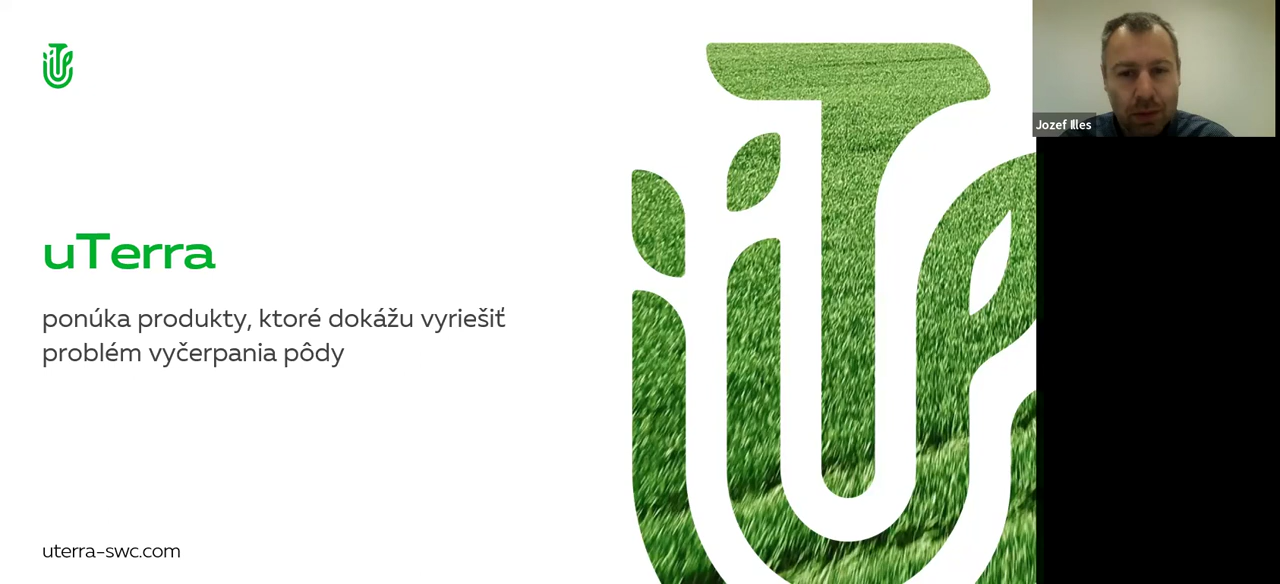 uTerra
ponúka produkty, ktoré dokážu vyriešiť
problém vyčerpania pôdy
uterra-swc.com
Jozef Illes